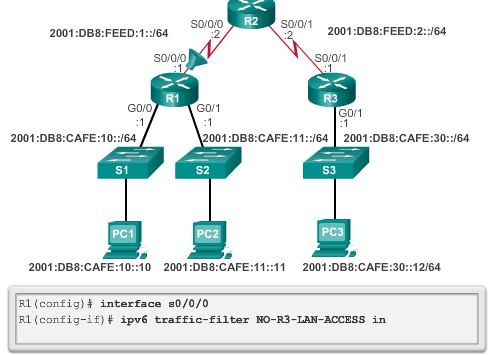 R2
S0/0/0
:2
S0/0/1
:2
2001:DB8:FEED:1::/64
2001:DB8:FEED:2::/64
S0/0/0
:1
S0/0/1
:1
R1
R3
G0/0
:1
G0/1
:1
G0/1
:1
2001:DB8:CAFE:10::/64
2001:DB8:CAFE:11::/64
2001:DB8:CAFE:30::/64
S1
S2
S3
PC1
PC2
PC3
2001:DB8:CAFE:10::10
2001:DB8:CAFE:11::11
2001:DB8:CAFE:30::12/64
R1(config)# interface s0/0/0
R1(config-if)# ipv6 traffic-filter NO-R3-LAN-ACCESS in